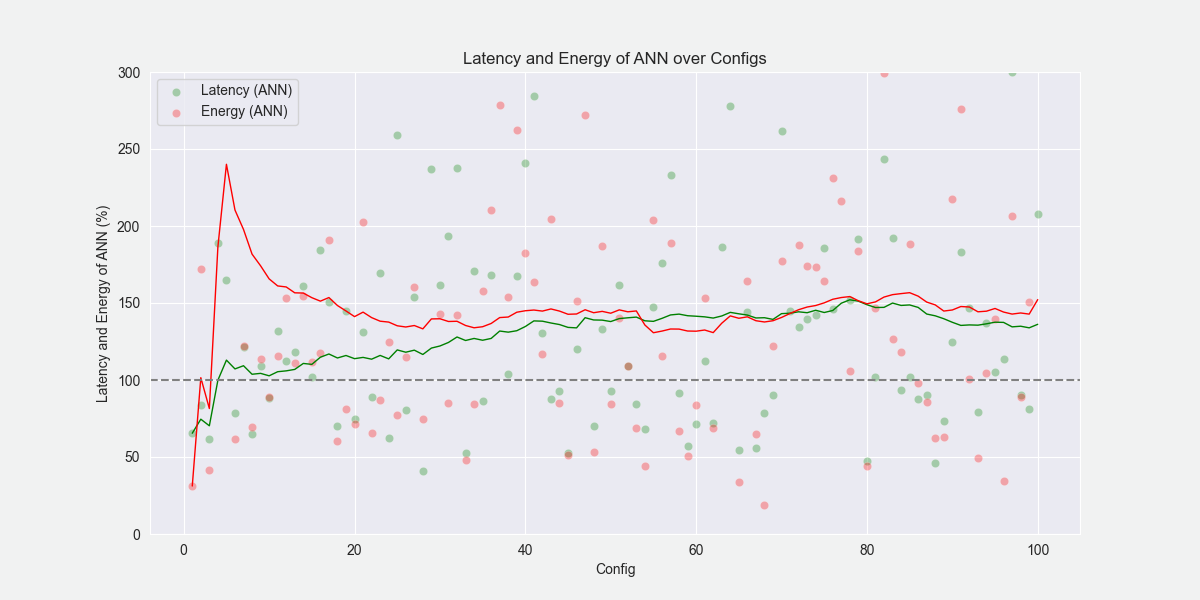 Latency and Energy of ANN over Configs
Latency (ANN)
Energy (ANN)
Latency and Energy of ANN (%)
300
250
200
150
100
50
0
0 20 40 60 80 100
Config